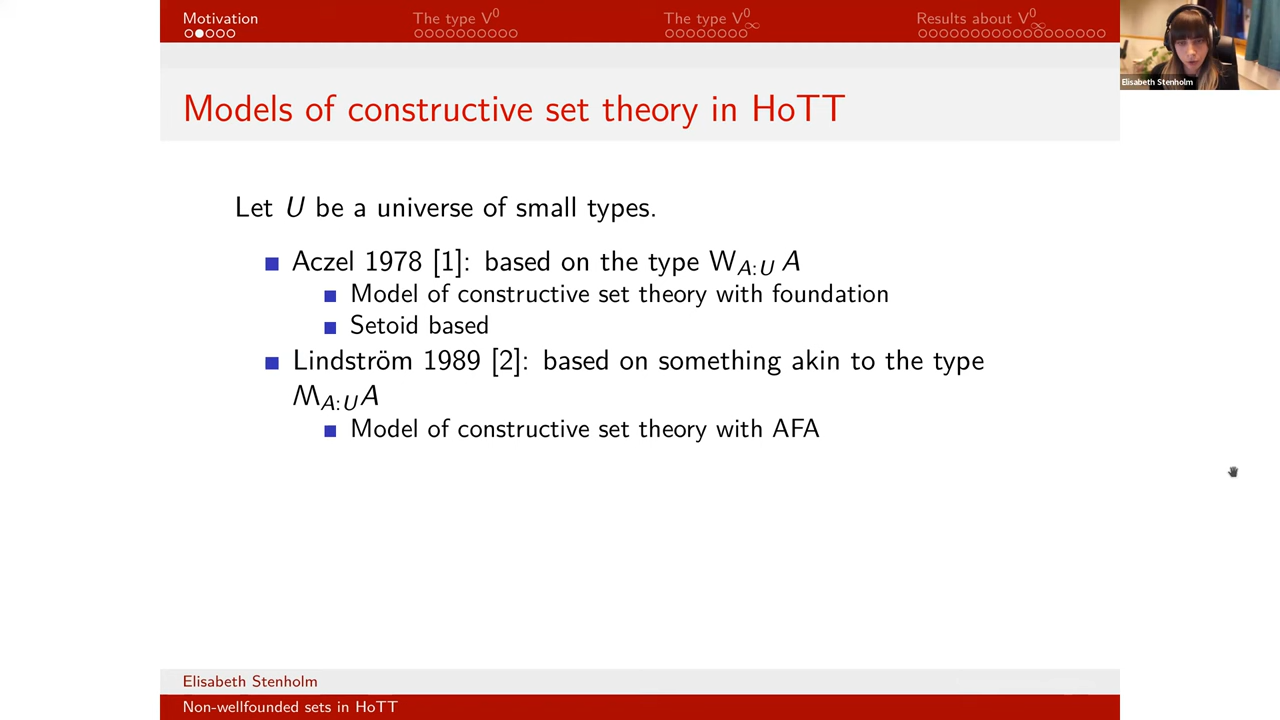 Motivation
The type V⁰
The type V⁰∞
Results about V⁰∞
Elisabeth Stenholm
Models of constructive set theory in HoTT
Let U be a universe of small types.
Aczel 1978 [1]: based on the type W_{A:U} A
Model of constructive set theory with foundation
Setoid based
Lindström 1989 [2]: based on something akin to the type
M_{A:U} A
Model of constructive set theory with AFA
Elisabeth Stenholm
Non-wellfounded sets in HoTT